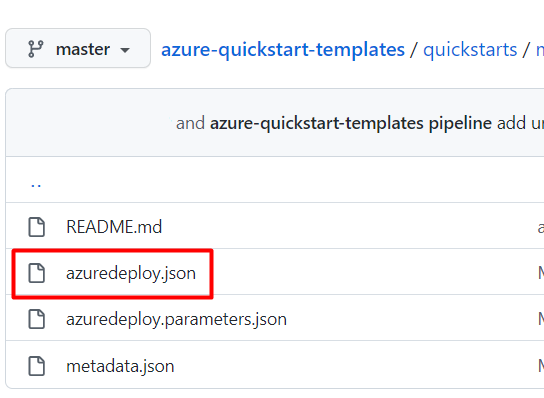 master azure-quickstart-templates / quickstarts /
and azure-quickstart-templates pipeline add
..
README.md
azuredeploy.json
azuredeploy.parameters.json
metadata.json